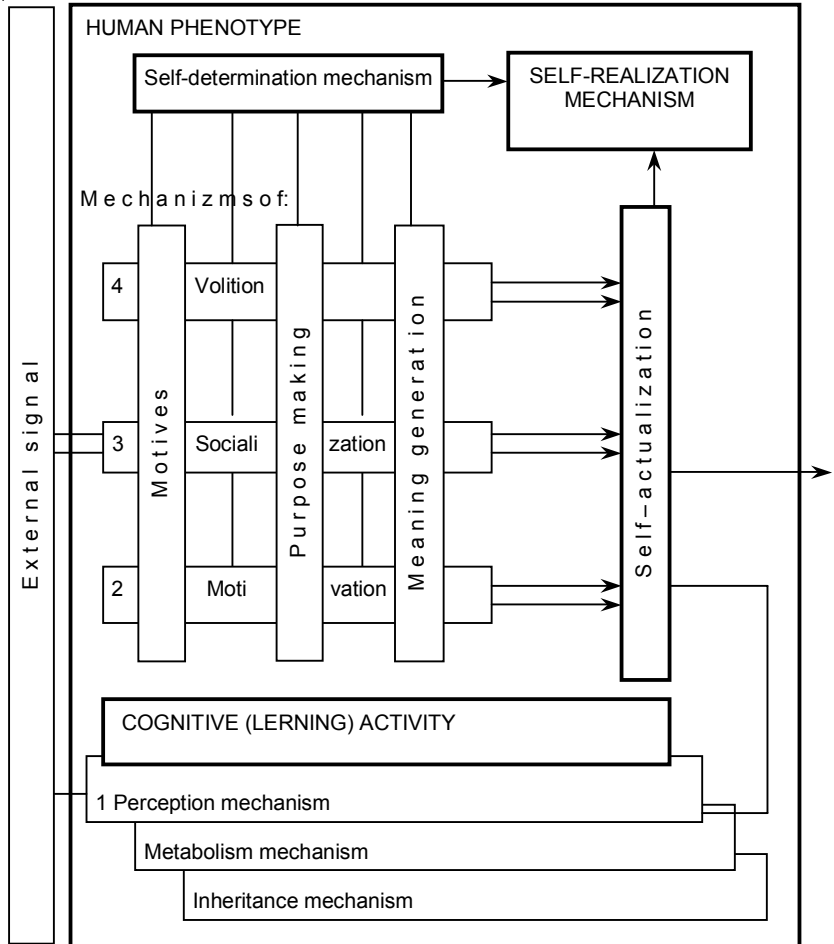 HUMAN PHENOTYPE
Self-determination mechanism
SELF-REALIZATION
MECHANISM
Mechanizmsof:
4
Volition
3
Sociali
zation
2
Moti
vation
Motives
Purpose making
Meaning generation
Self–actualization
External signal
COGNITIVE (LERNING) ACTIVITY
1 Perception mechanism
Metabolism mechanism
Inheritance mechanism